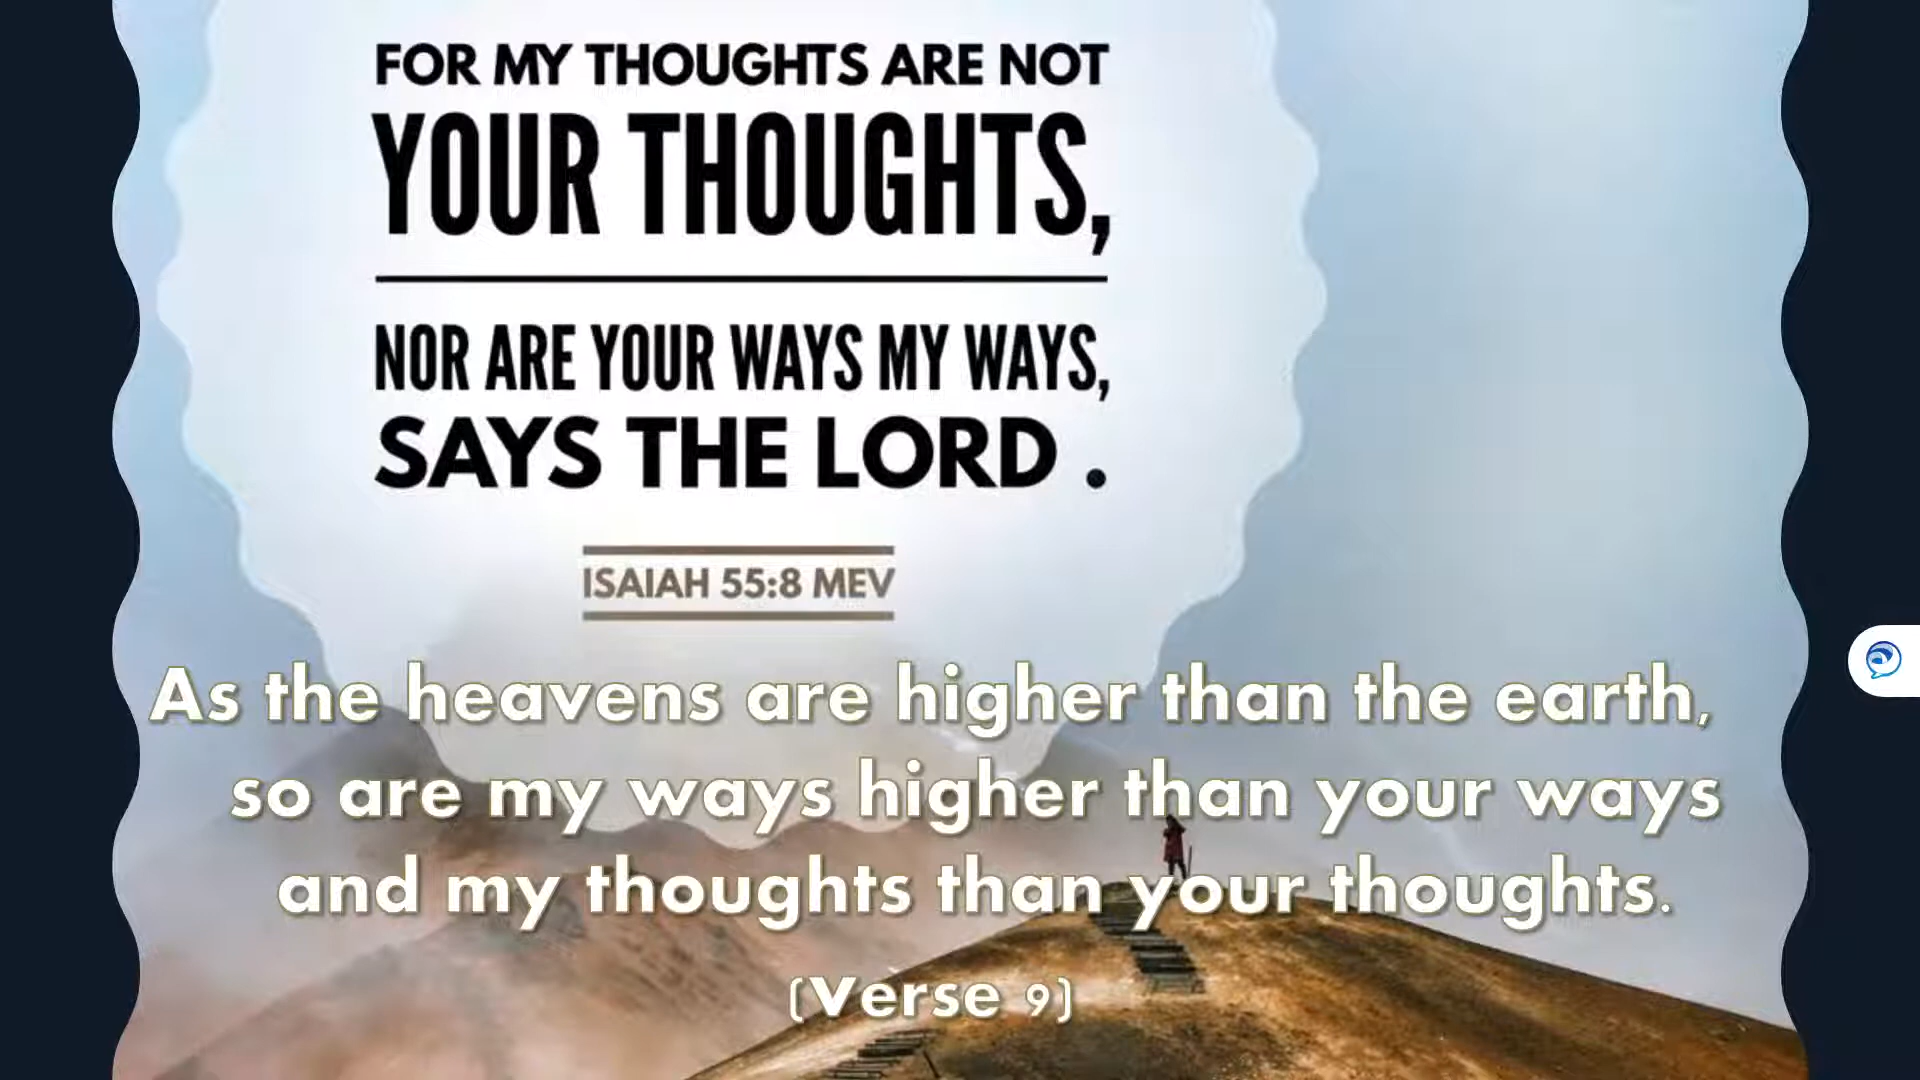 FOR MY THOUGHTS ARE NOT
YOUR THOUGHTS,
NOR ARE YOUR WAYS MY WAYS,
SAYS THE LORD .
ISAIAH 55:8 MEV
As the heavens are higher than the earth,
so are my ways higher than your ways
and my thoughts than your thoughts.
(Verse 9)